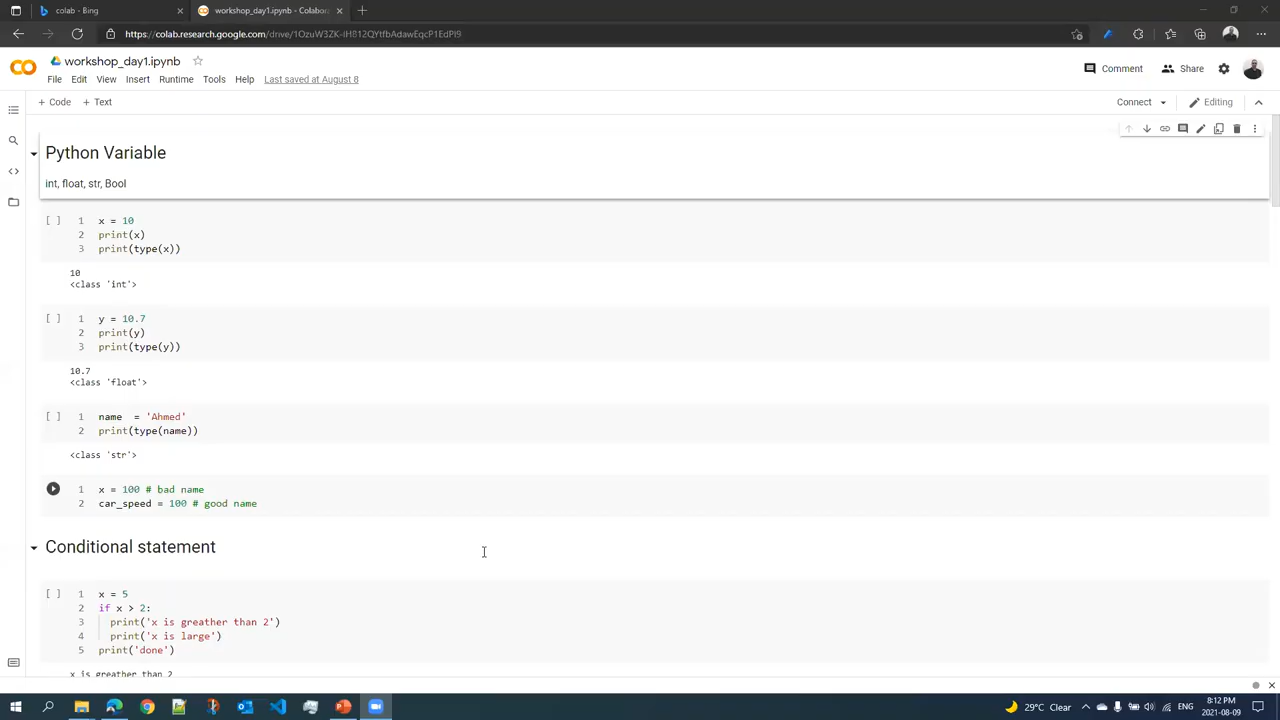 colab - Bing
workshop_day1.ipynb - Colabora
https://colab.research.google.com/drive/1OzuW3ZK-iH812QYtfbAdawEqcP1EdPI9
workshop_day1.ipynb
File Edit View Insert Runtime Tools Help Last saved at August 8
Comment Share
+ Code + Text
Connect Editing
Python Variable
int, float, str, Bool
[ ] 1 x = 10
2 print(x)
3 print(type(x))
10
<class 'int'>
[ ] 1 y = 10.7
2 print(y)
3 print(type(y))
10.7
<class 'float'>
[ ] 1 name  = 'Ahmed'
2 print(type(name))
<class 'str'>
1 x = 100 # bad name
2 car_speed = 100 # good name
Conditional statement
[ ] 1 x = 5
2 if x > 2:
3 print('x is greather than 2')
4 print('x is large')
5 print('done')
x is greather than 2
29°C Clear
ENG
8:12 PM
2021-08-09